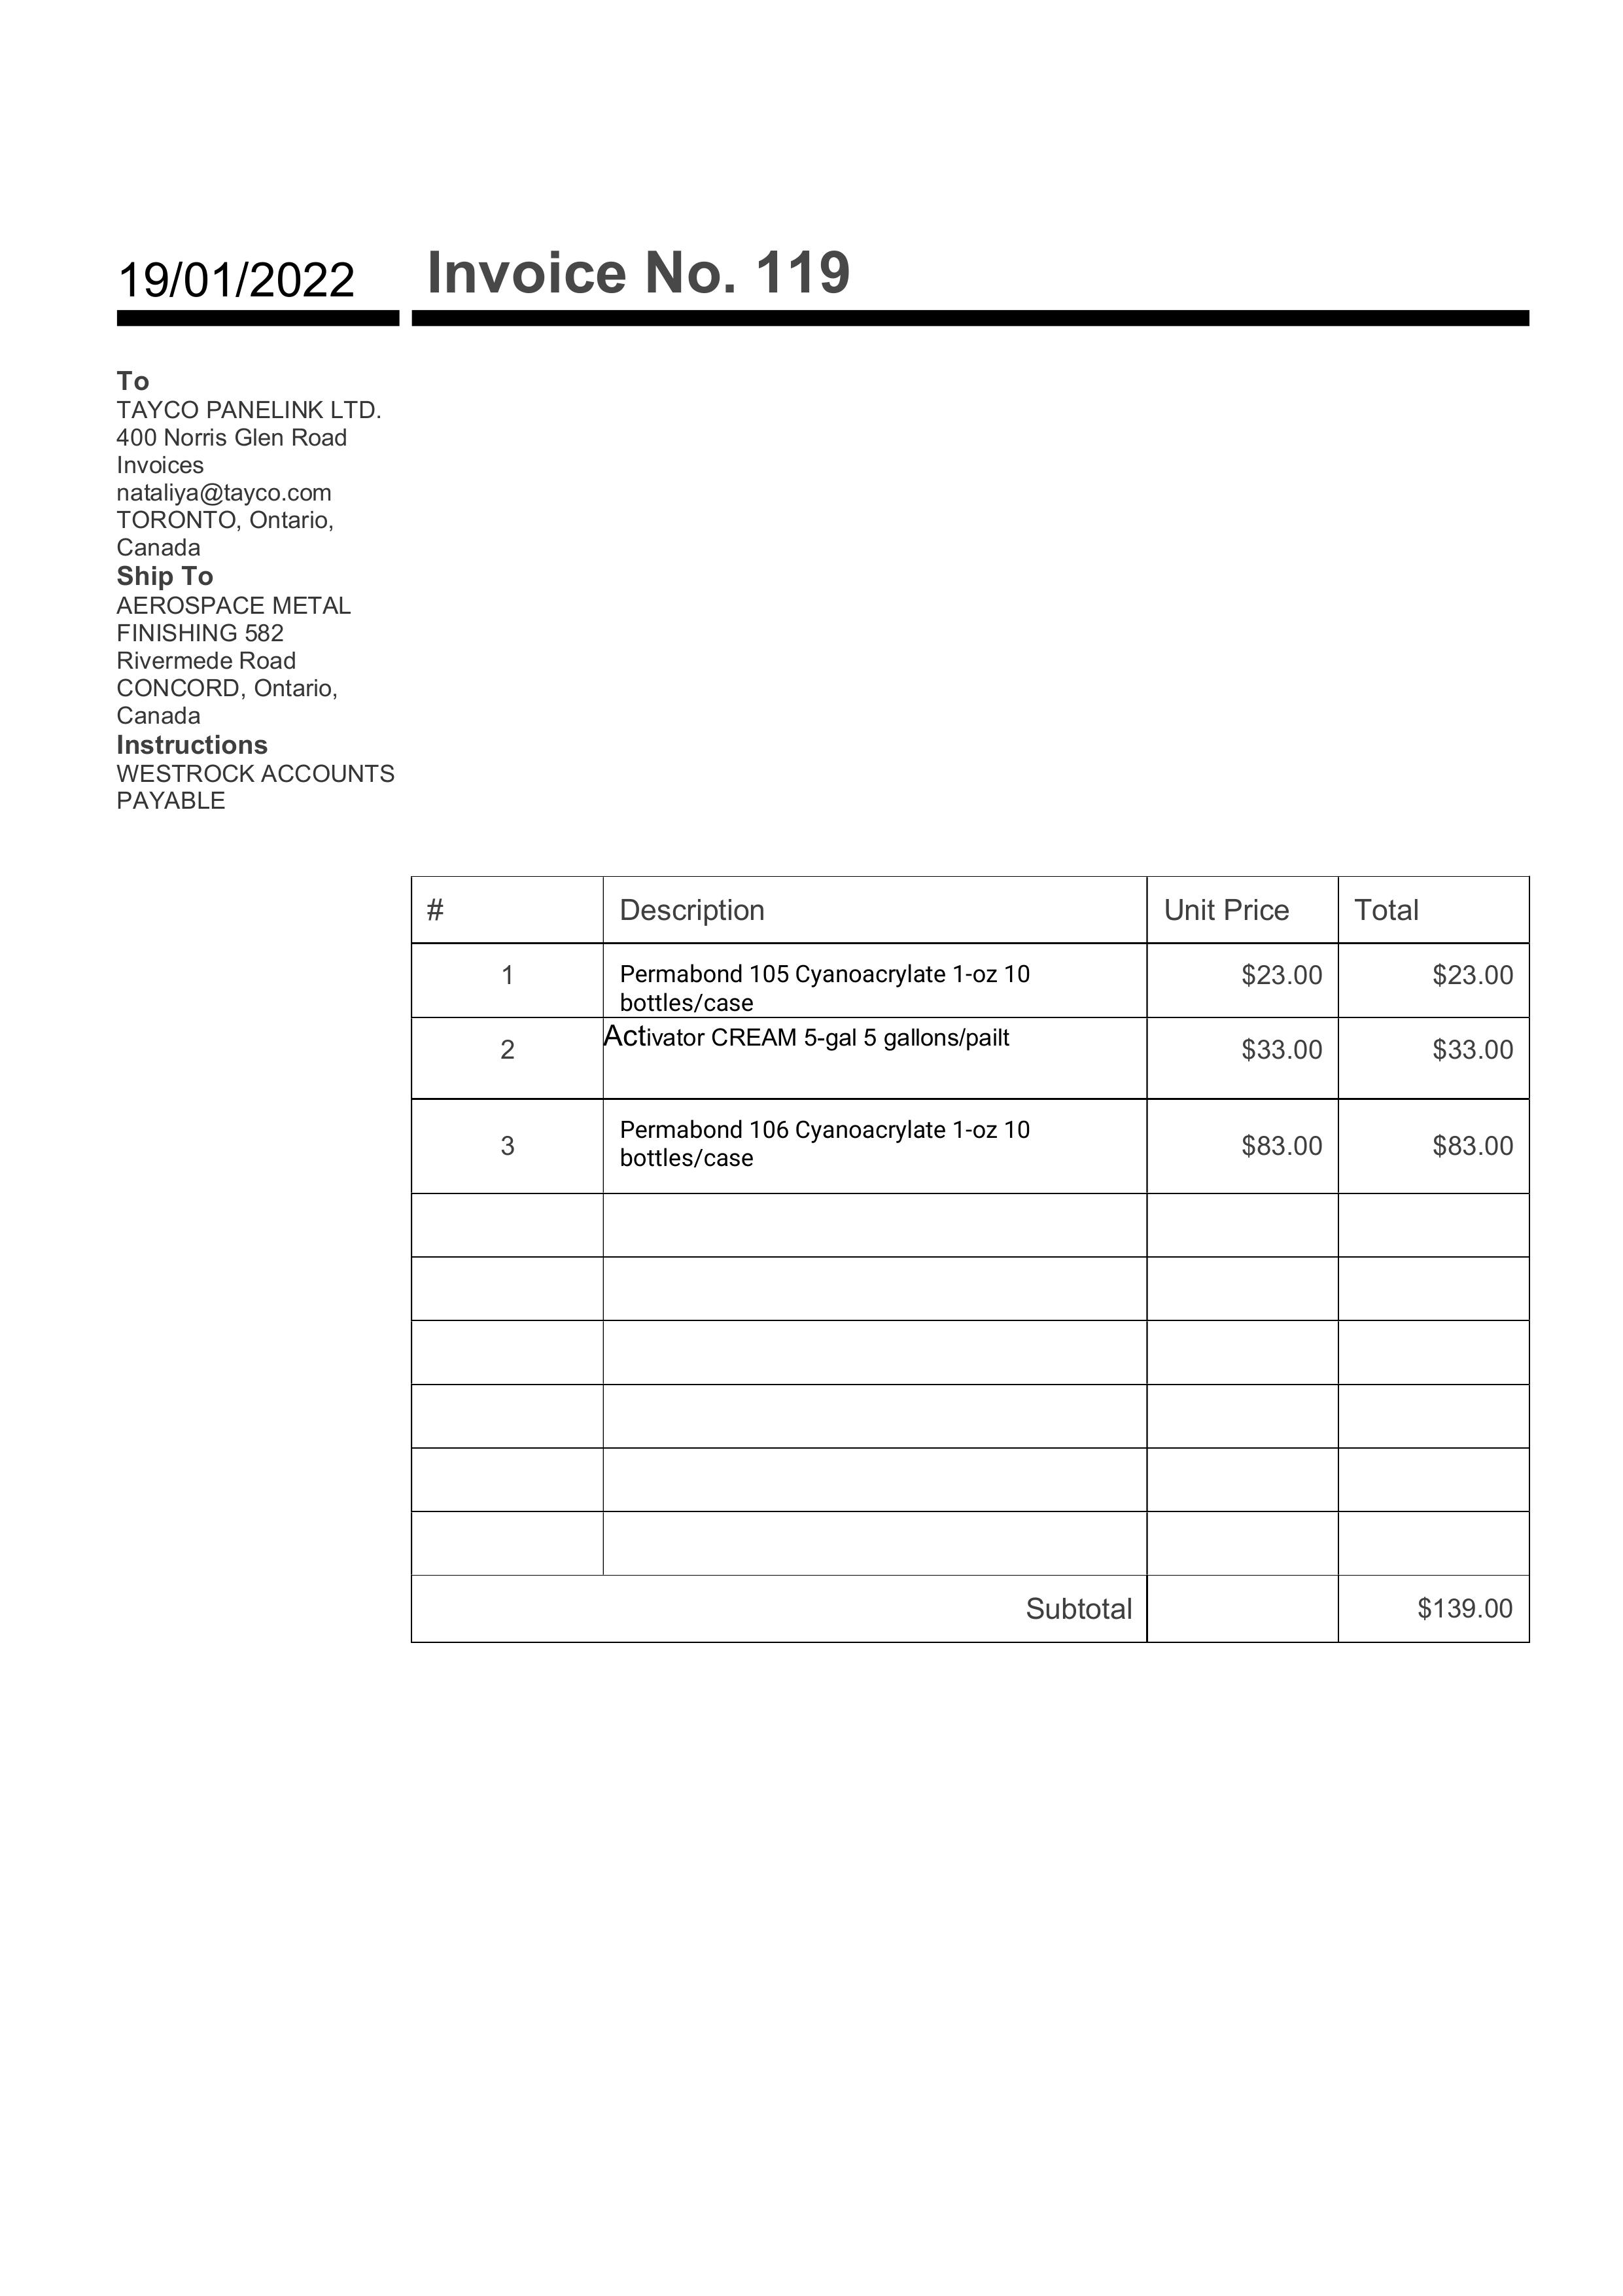 19/01/2022 Invoice No. 119
To
TAYCO PANELINK LTD.
400 Norris Glen Road
Invoices
nataliya@tayco.com
TORONTO, Ontario,
Canada
Ship To
AEROSPACE METAL
FINISHING 582
Rivermede Road
CONCORD, Ontario,
Canada
Instructions
WESTROCK ACCOUNTS
PAYABLE
# Description Unit Price Total
1 Permabond 105 Cyanoacrylate 1-oz 10 $23.00 $23.00
bottles/case
2 Activator CREAM 5-gal 5 gallons/pailt $33.00 $33.00
3 Permabond 106 Cyanoacrylate 1-oz 10 $83.00 $83.00
bottles/case
Subtotal $139.00